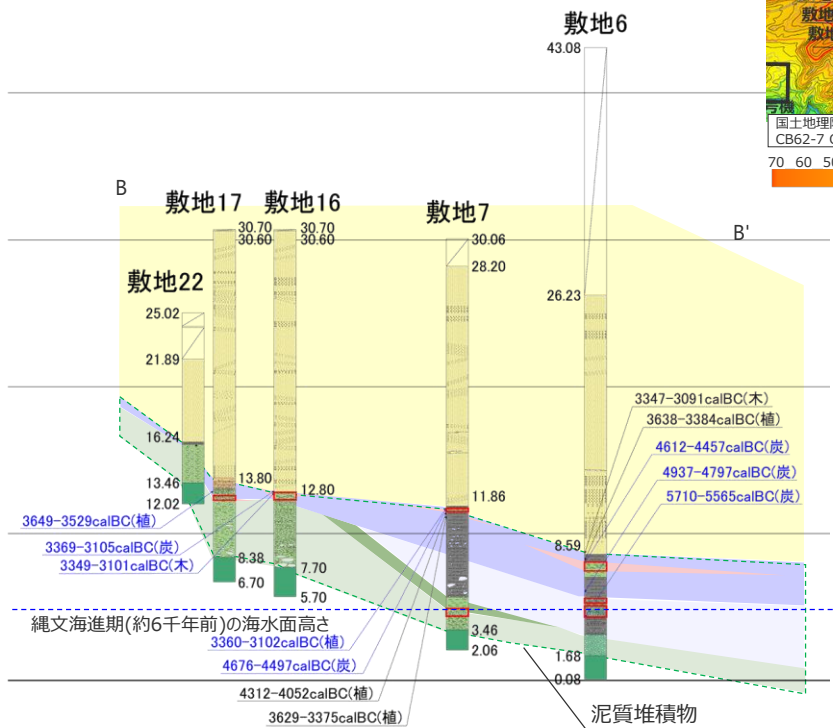 敷地6
43.08
敷地
敷地
国土地理
CB62-7
70 60 50
B
B'
敷地17
敷地16
敷地7
30.70
30.60
30.70
30.60
30.06
28.20
敷地22
25.02
21.89
26.23
16.24
13.46
12.02
13.80
12.80
11.86
8.59
8.38
6.70
7.70
5.70
3.46
2.06
1.68
0.08
3347-3091calBC(木)
3638-3384calBC(植)
4612-4457calBC(炭)
4937-4797calBC(炭)
5710-5565calBC(炭)
3649-3529calBC(植)
3369-3105calBC(炭)
3349-3101calBC(木)
縄文海進期(約6千年前)の海水面高さ
3360-3102calBC(植)
4676-4497calBC(炭)
4312-4052calBC(植)
3629-3375calBC(植)
泥質堆積物